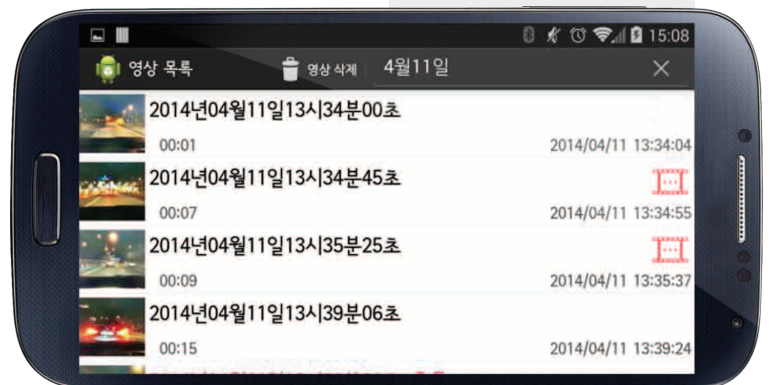 15:08
영상 목록 영상 삭제 4월11일
2014년04월11일13시34분00초
00:01 2014/04/11 13:34:04
2014년04월11일13시34분45초
00:07 2014/04/11 13:34:55
2014년04월11일13시35분25초
00:09 2014/04/11 13:35:37
2014년04월11일13시39분06초
00:15 2014/04/11 13:39:24